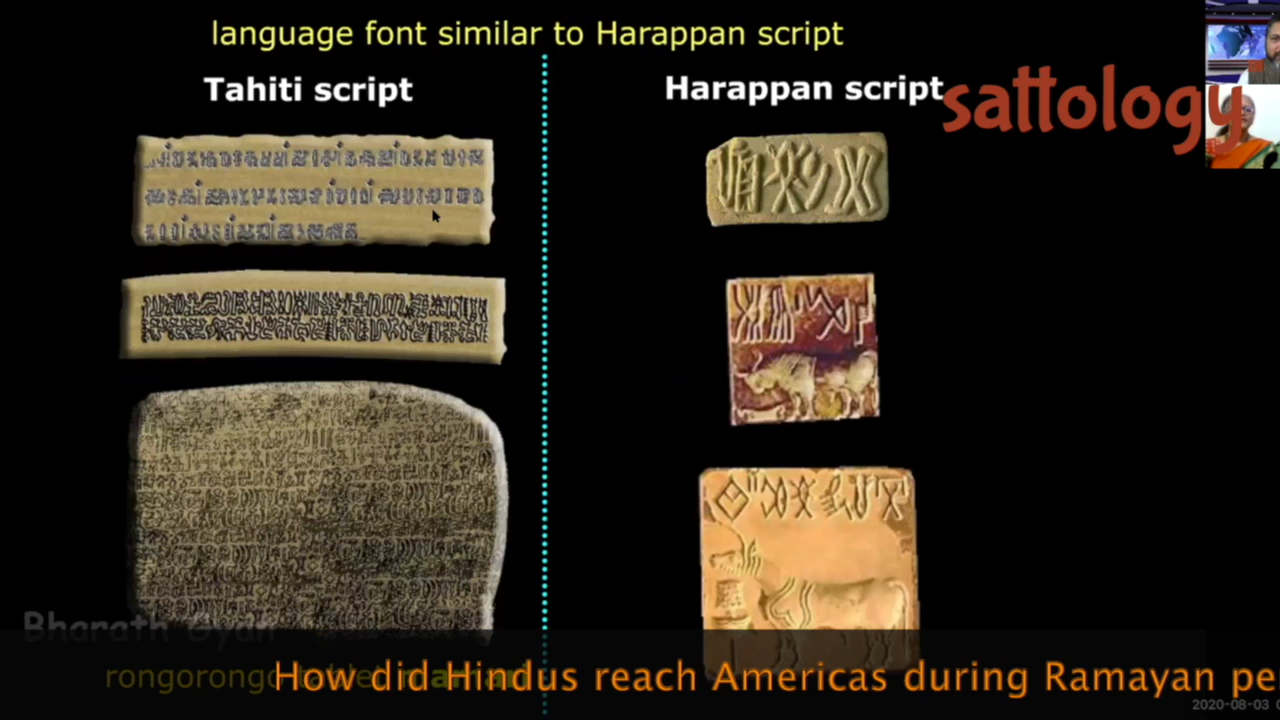 language font similar to Harappan script
Tahiti script
Harappan script
sattology
Bharath Gyan
rongorongo
How did Hindus reach Americas during Ramayan pe
2020-08-03